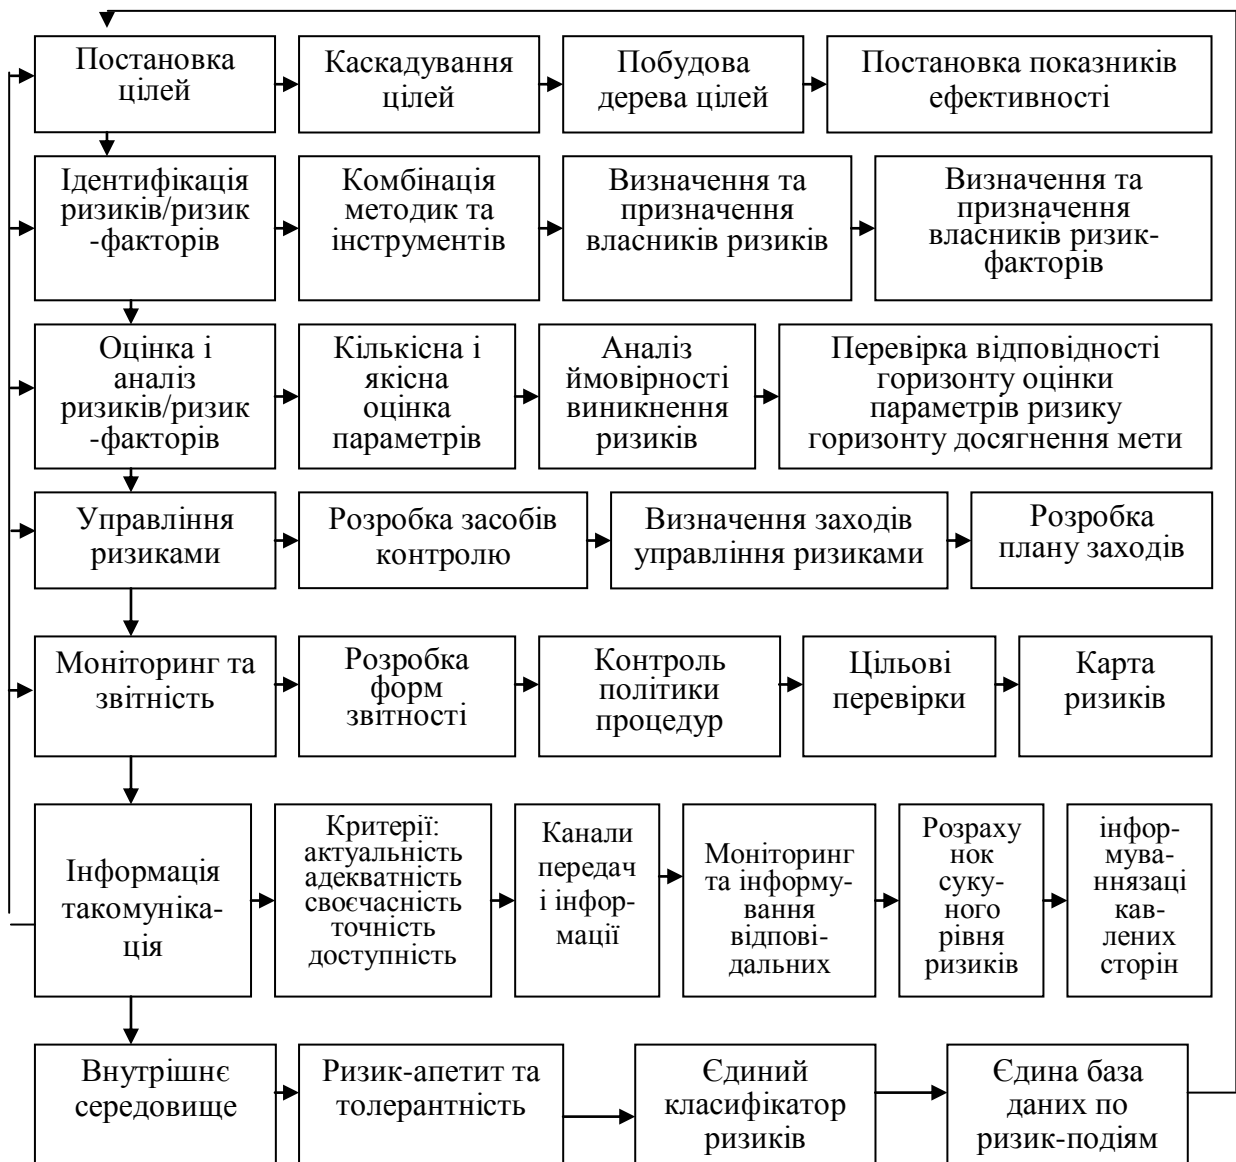 Постановка
цілей
Каскадування
цілей
Побудова
дерева цілей
Постановка показників
ефективності
Ідентифікація
ризиків/ризик
-факторів
Комбінація
методик та
інструментів
Визначення та
призначення
власників ризиків
Визначення та
призначення
власників ризик-
факторів
Оцінка і
аналіз
ризиків/ризик
-факторів
Кількісна і
якісна
оцінка
параметрів
Аналіз
ймовірності
виникнення
ризиків
Перевірка відповідності
горизонту оцінки
параметрів ризику
горизонту досягнення мети
Управління
ризиками
Розробка засобів
контролю
Визначення заходів
управління ризиками
Розробка
плану заходів
Моніторинг та
звітність
Розробка
форм
звітності
Контроль
політики
процедур
Цільові
перевірки
Карта
ризиків
Інформація
такомуніка-
ція
Критерії:
актуальність
адекватність
своєчасність
точність
доступність
Канали
передач
і інфор-
мації
Моніторинг
та інформу-
вання
відпові-
дальних
Розраху
нок
суку-
ного
рівня
ризиків
інфор-
мува-
ннязаці
кав-
лених
сторін
Внутрішнє
середовище
Ризик-апетит та
толерантність
Єдиний
класифікатор
ризиків
Єдина база
даних по
ризик-подіям